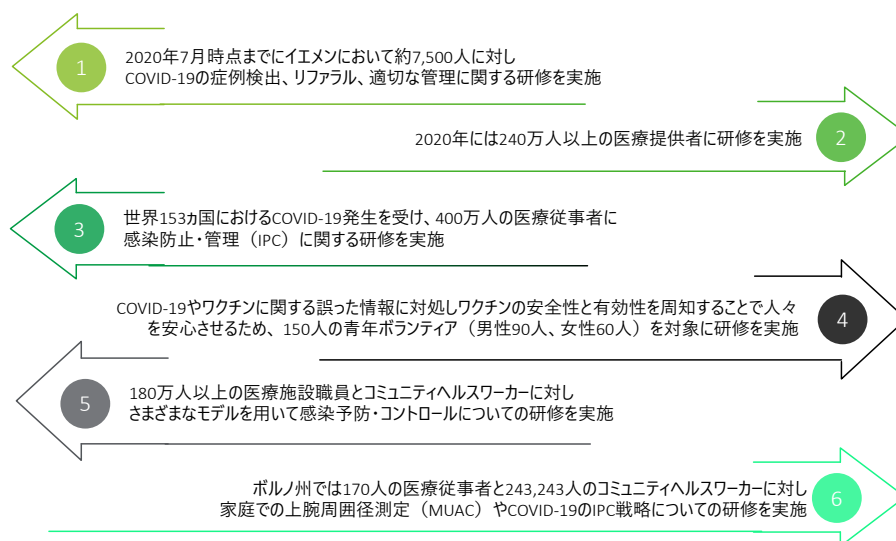 1
2020年7月時点までにイエメンにおいて約7,500人に対し
COVID-19の症例検出、リファラル、適切な管理に関する研修を実施
2020年には240万人以上の医療提供者に研修を実施
2
3
世界153ヵ国におけるCOVID-19発生を受け、400万人の医療従事者に
感染防止・管理（IPC）に関する研修を実施
COVID-19やワクチンに関する誤った情報に対処しワクチンの安全性と有効性を周知することで人々
を安心させるため、150人の青年ボランティア（男性90人、女性60人）を対象に研修を実施
4
5
180万人以上の医療施設職員とコミュニティヘルスワーカーに対し
さまざまなモデルを用いて感染予防・コントロールについての研修を実施
ボルノ州では170人の医療従事者と243,243人のコミュニティヘルスワーカーに対し
家庭での上腕周囲径測定（MUAC）やCOVID-19のIPC戦略についての研修を実施
6